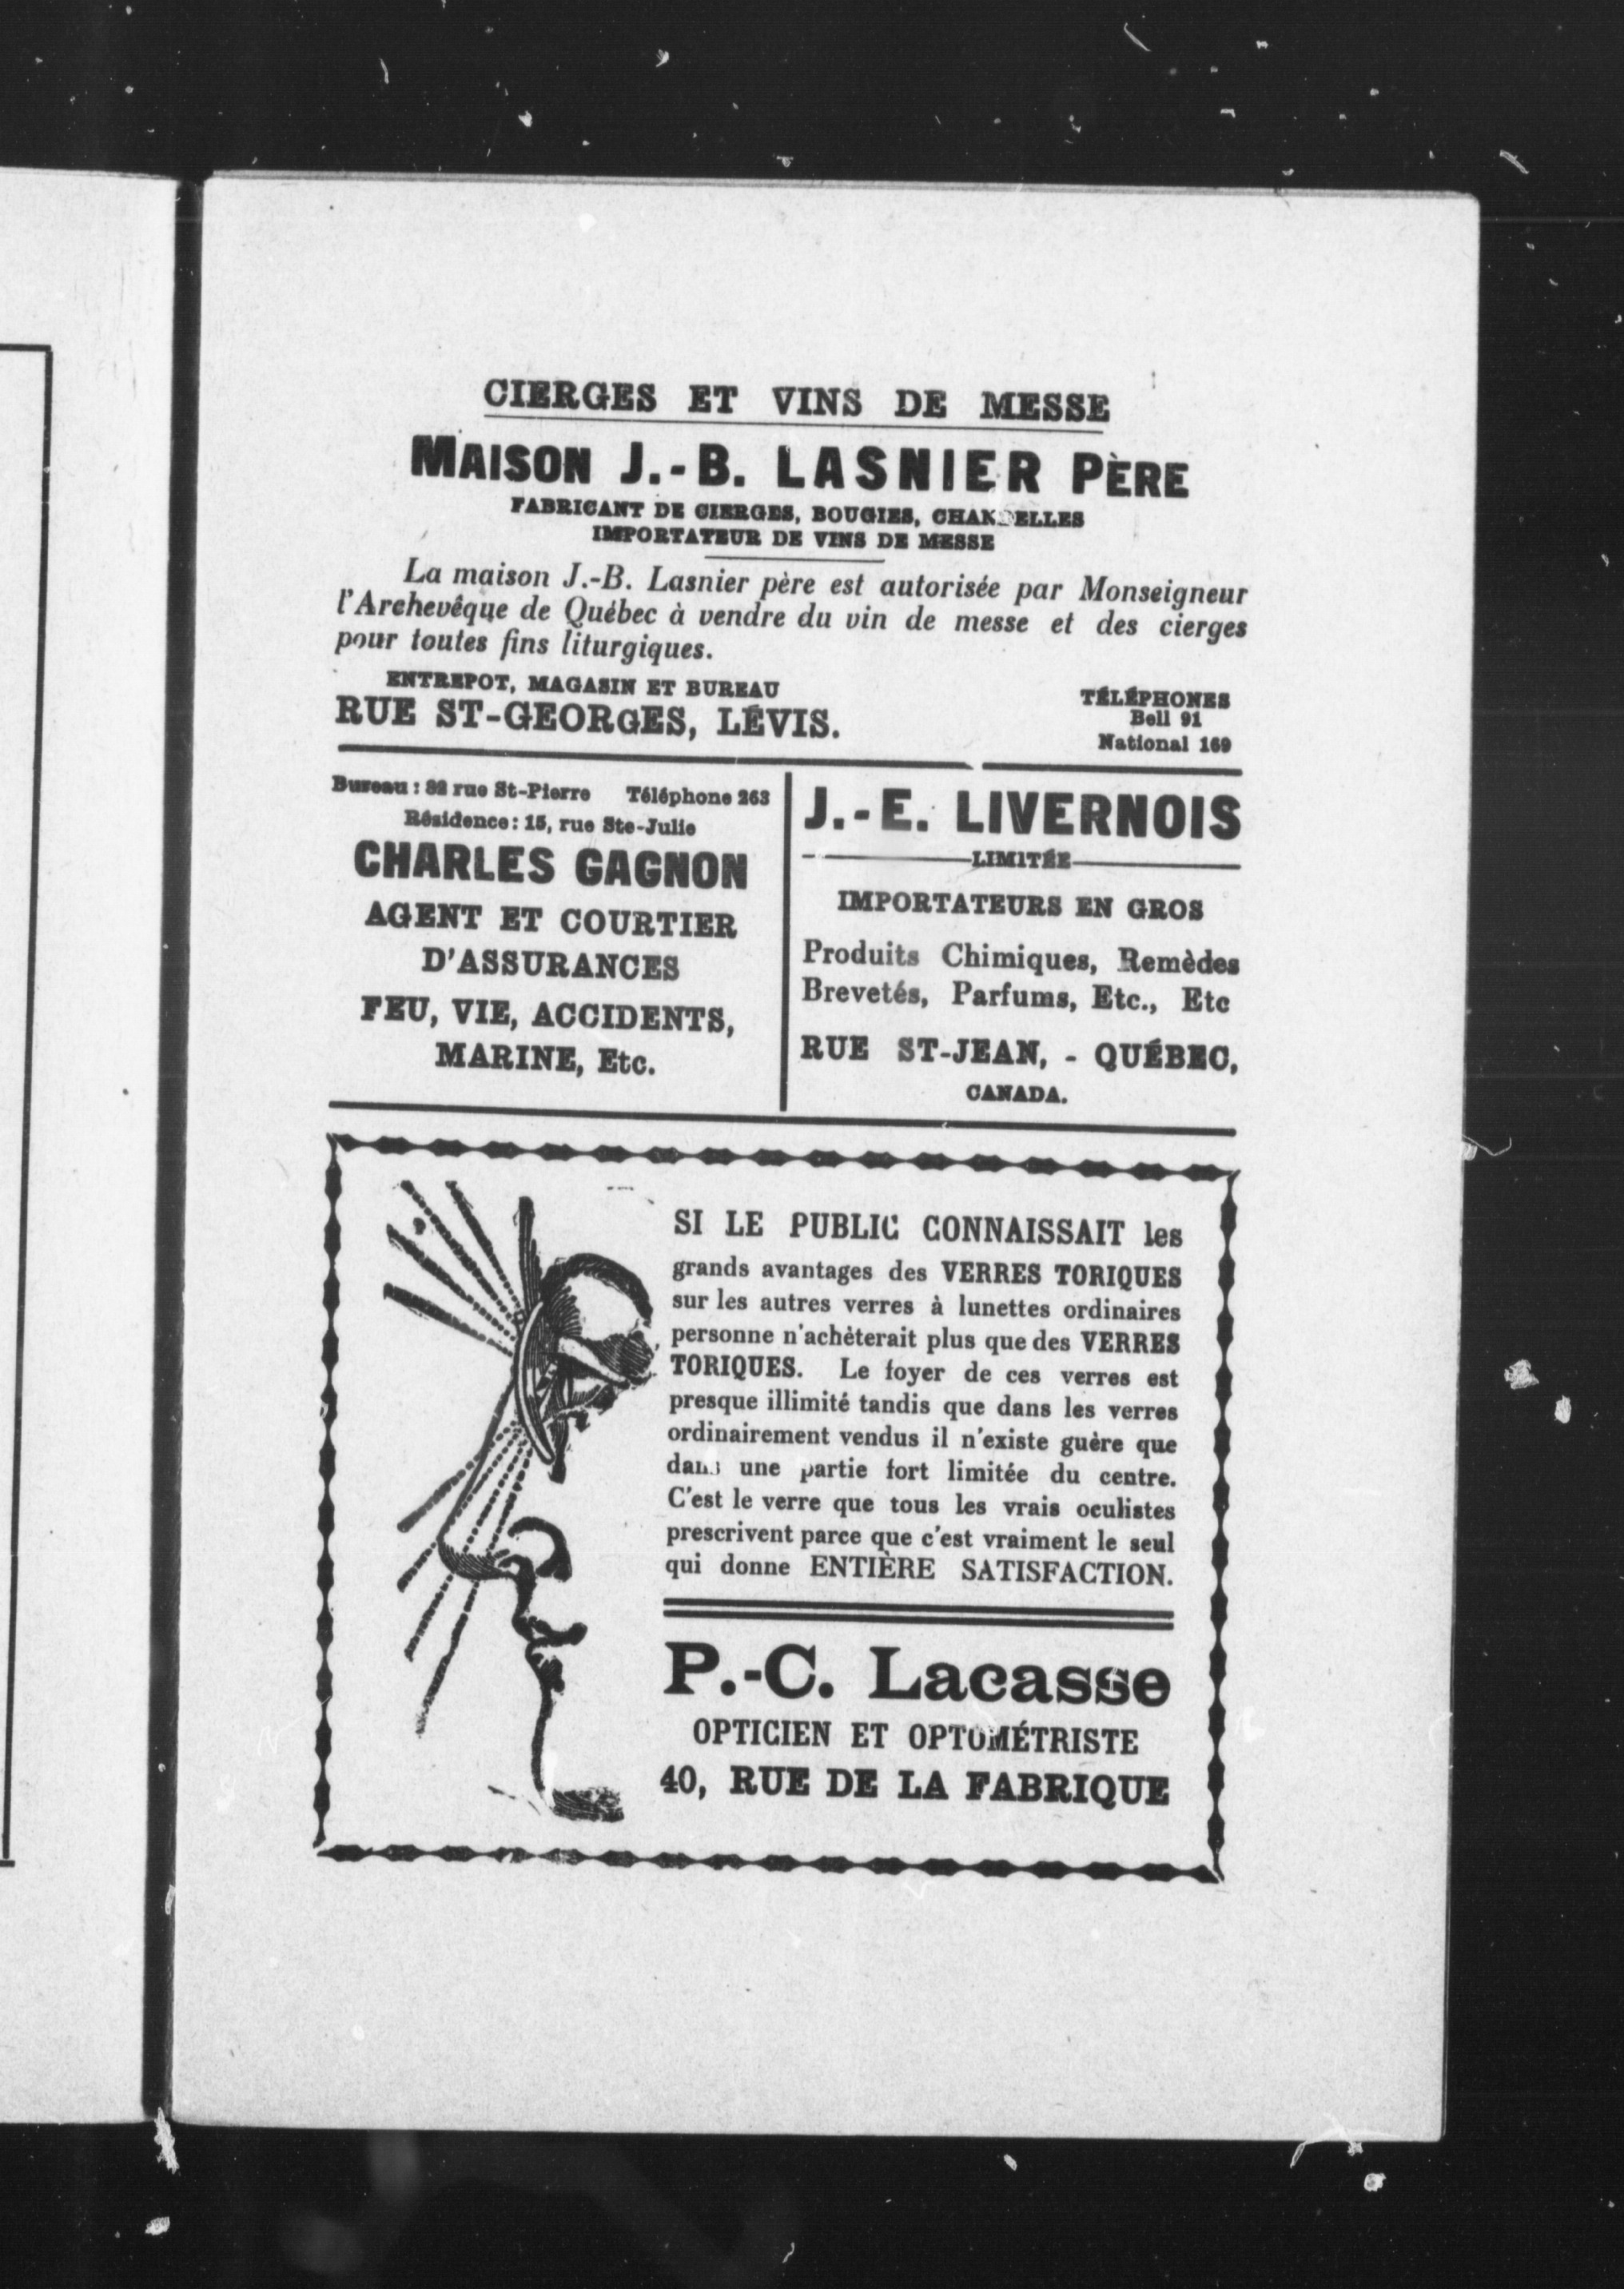 CIERGES ET VINS DE MESSE
MAISON J.-B. LASNIER PÈRE
FABRICANT DE CIERGES, BOUGIES, CHANDELLES
IMPORTATEUR DE VINS DE MESSE
La maison J.-B. Lasnier père est autorisée par Monseigneur
l'Archevêque de Québec à vendre du vin de messe et des cierges
pour toutes fins liturgiques.
ENTREPOT, MAGASIN ET BUREAU
RUE ST-GEORGES, LÉVIS.
TÉLÉPHONES
Bell 91
National 169
Bureau : 82 rue St-Pierre Téléphone 263
Résidence : 15, rue Ste-Julie
CHARLES GAGNON
AGENT ET COURTIER
D'ASSURANCES
FEU, VIE, ACCIDENTS,
MARINE, Etc.
J.-E. LIVERNOIS
LIMITÉE
IMPORTATEURS EN GROS
Produits Chimiques, Remèdes
Brevetés, Parfums, Etc., Etc
RUE ST-JEAN, - QUÉBEC,
CANADA.
SI LE PUBLIC CONNAISSAIT les
grands avantages des VERRES TORIQUES
sur les autres verres à lunettes ordinaires
personne n'achèterait plus que des VERRES
TORIQUES. Le foyer de ces verres est
presque illimité tandis que dans les verres
ordinairement vendus il n'existe guère que
dans une partie fort limitée du centre.
C'est le verre que tous les vrais oculistes
prescrivent parce que c'est vraiment le seul
qui donne ENTIÈRE SATISFACTION.
P.-C. Lacasse
OPTICIEN ET OPTOMÉTRISTE
40, RUE DE LA FABRIQUE